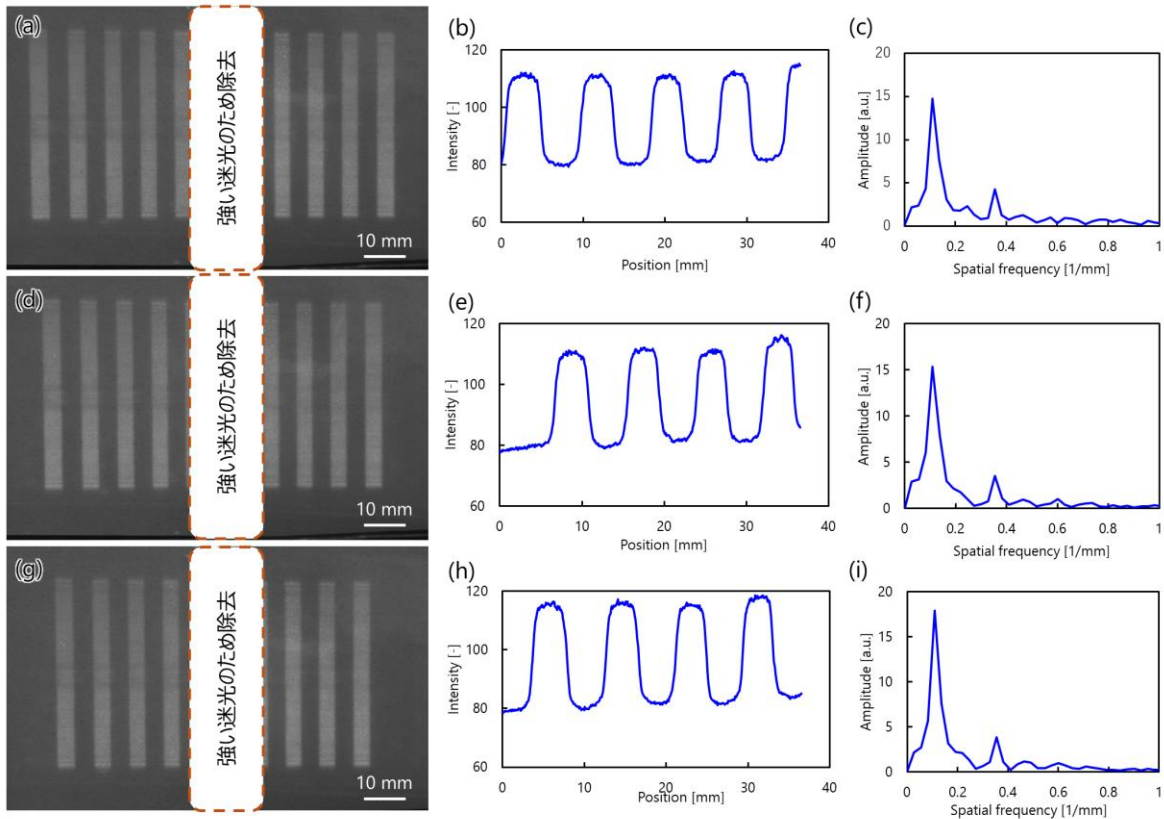 (a)
強い迷光のため除去
10 mm
(b)
120
100
80
60
Intensity [-]
0
10
20
30
40
Position [mm]
(c)
20
15
10
5
0
Amplitude [a.u.]
0
0.2
0.4
0.6
0.8
1
Spatial frequency [1/mm]
(d)
強い迷光のため除去
10 mm
(e)
120
100
80
60
Intensity [-]
0
10
20
30
40
Position [mm]
(f)
20
15
10
5
0
Amplitude [a.u.]
0
0.2
0.4
0.6
0.8
1
Spatial frequency [1/mm]
(g)
強い迷光のため除去
10 mm
(h)
120
100
80
60
Intensity [-]
0
10
20
30
40
Position [mm]
(i)
20
15
10
5
0
Amplitude [a.u.]
0
0.2
0.4
0.6
0.8
1
Spatial frequency [1/mm]